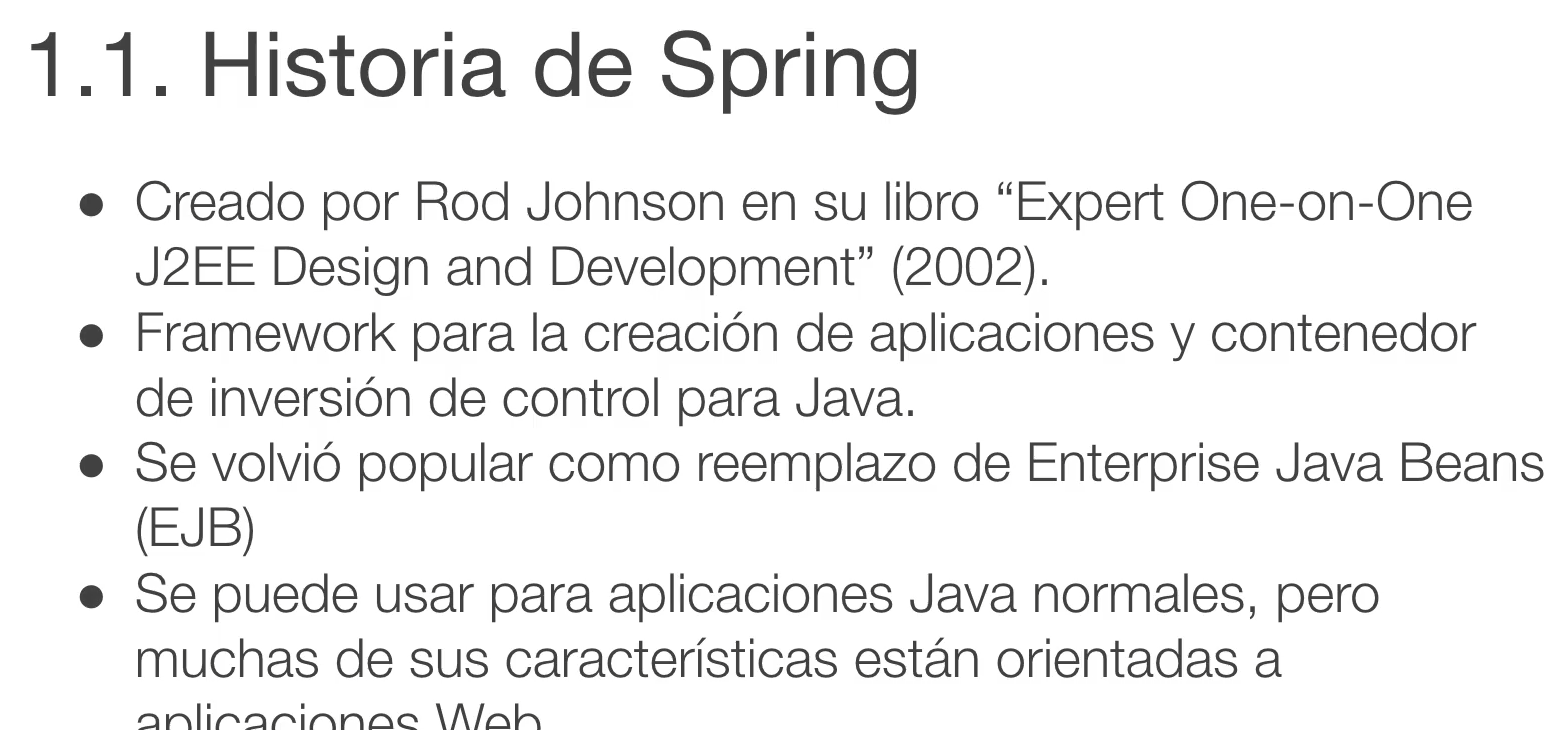 1.1. Historia de Spring
● Creado por Rod Johnson en su libro “Expert One-on-One
J2EE Design and Development” (2002).
● Framework para la creación de aplicaciones y contenedor
de inversión de control para Java.
● Se volvió popular como reemplazo de Enterprise Java Beans
(EJB)
● Se puede usar para aplicaciones Java normales, pero
muchas de sus características están orientadas a
aplicaciones Web